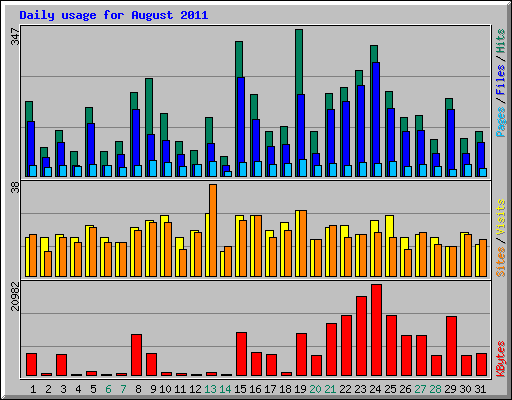 Daily usage for August 2011
347
Pages / Files / Hits
38
Sites / Visits
20982
KBytes
1 2 3 4 5 6 7 8 9 10 11 12 13 14 15 16 17 18 19 20 21 22 23 24 25 26 27 28 29 30 31